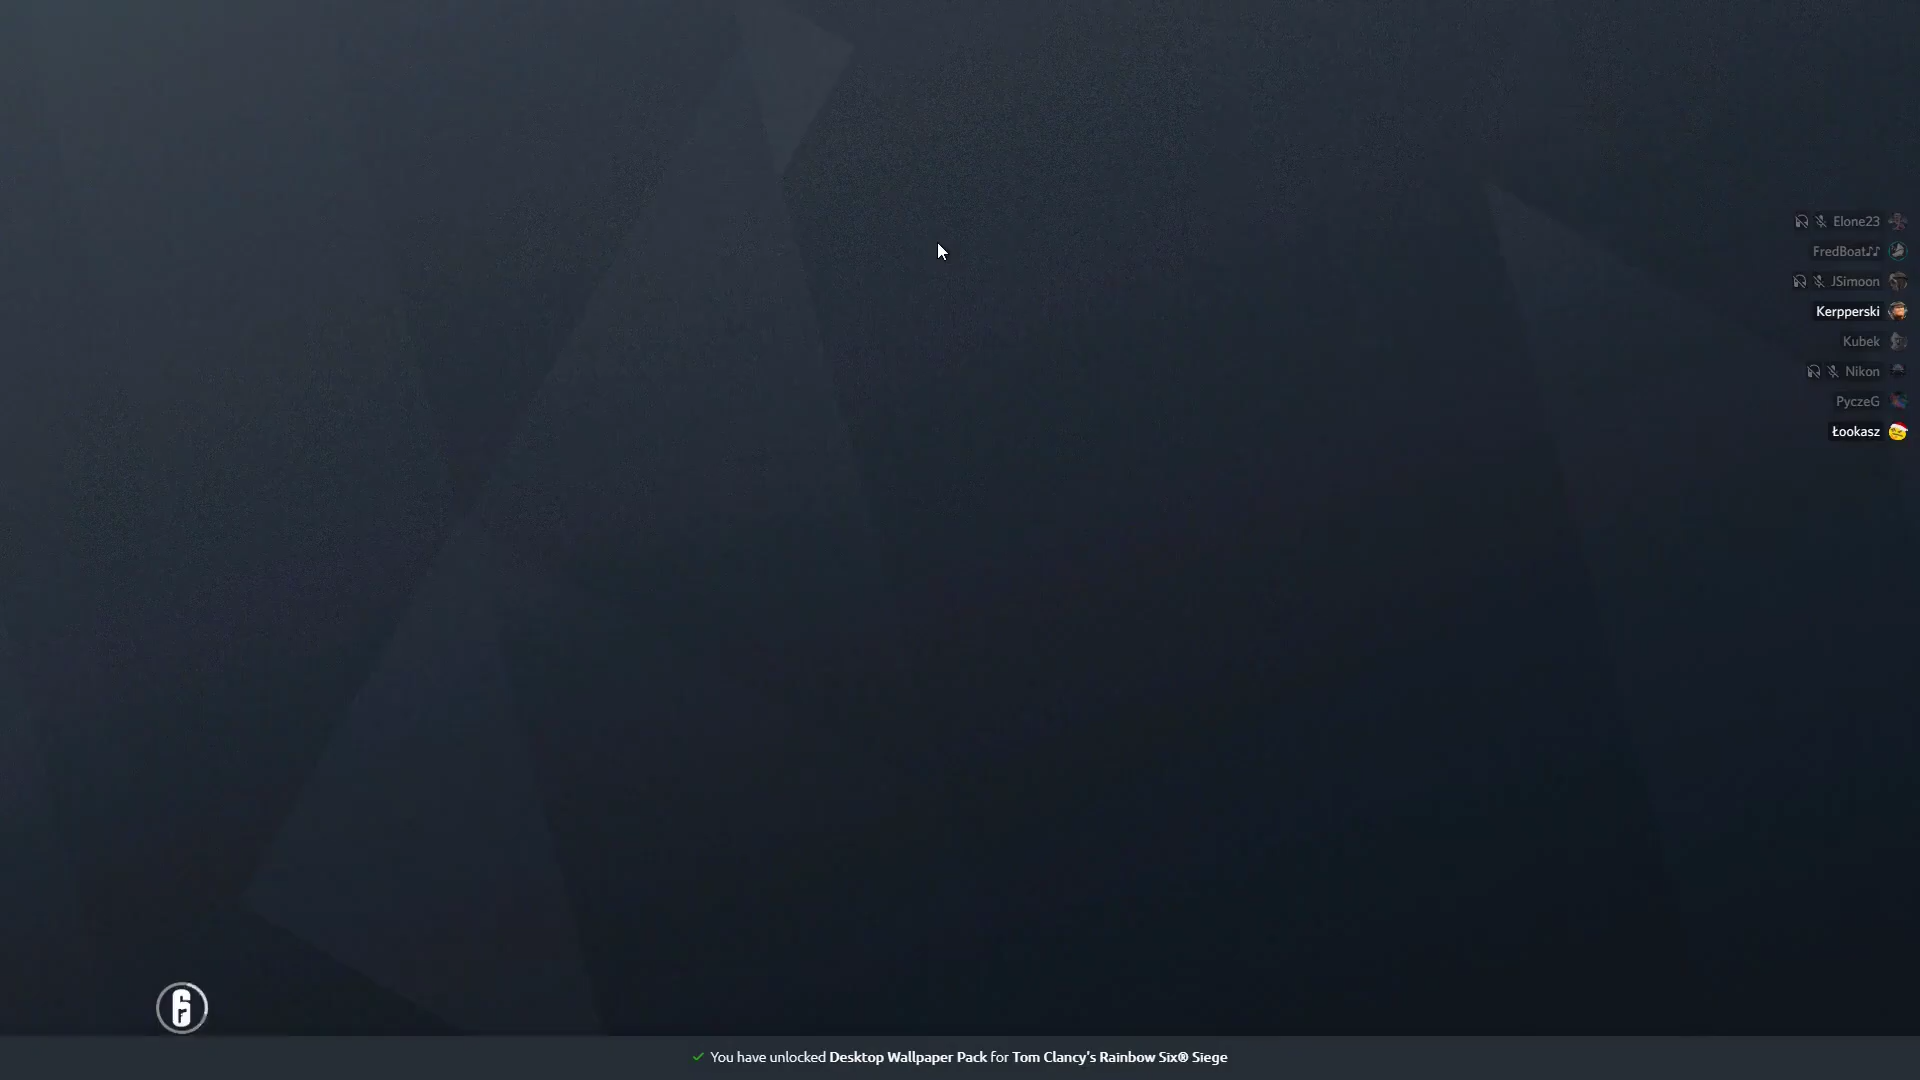 Elone23
FredBoat♪♪
JSimoon
Kerpperski
Kubek
Nikon
PyczeG
Łookasz
6
You have unlocked Desktop Wallpaper Pack for Tom Clancy's Rainbow Six® Siege